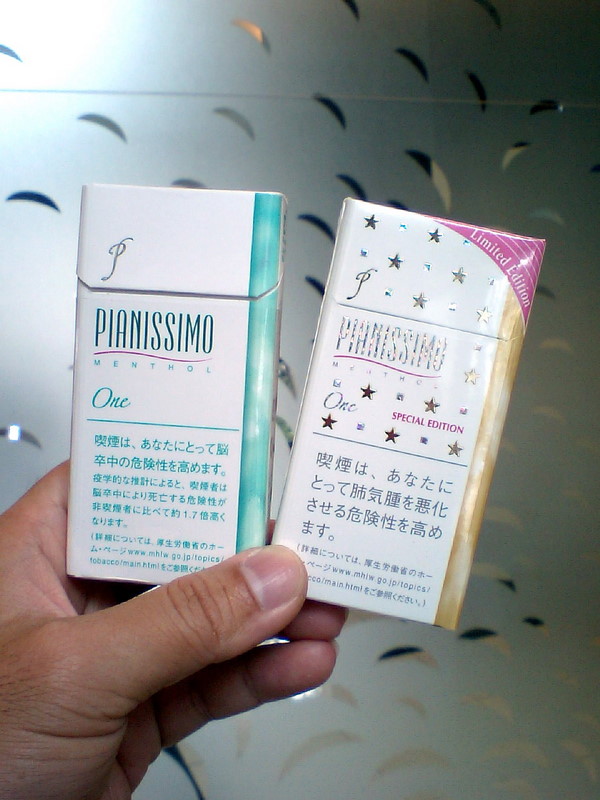 P
PIANISSIMO
MENTHOL
One
喫煙は、あなたにとって脳
卒中の危険性を高めます。
疫学的な推計によると、喫煙者は
脳卒中により死亡する危険性が
非喫煙者に比べて約1.7倍高く
なります。
(詳細については、厚生労働省のホー
ム・ページ www.mhlw.go.jp/topics/
tobacco/main.htmlをご参照くださ
Limited Edition
P
PIANISSIMO
MENTHOL
One
SPECIAL EDITION
喫煙は、あなたに
とって肺気腫を悪化
させる危険性を高め
ます。
(詳細については、厚生労働省のホー
ム・ページwww.mhlw.go.jp/topics/
tobacco/main.htmlをご参照ください。)